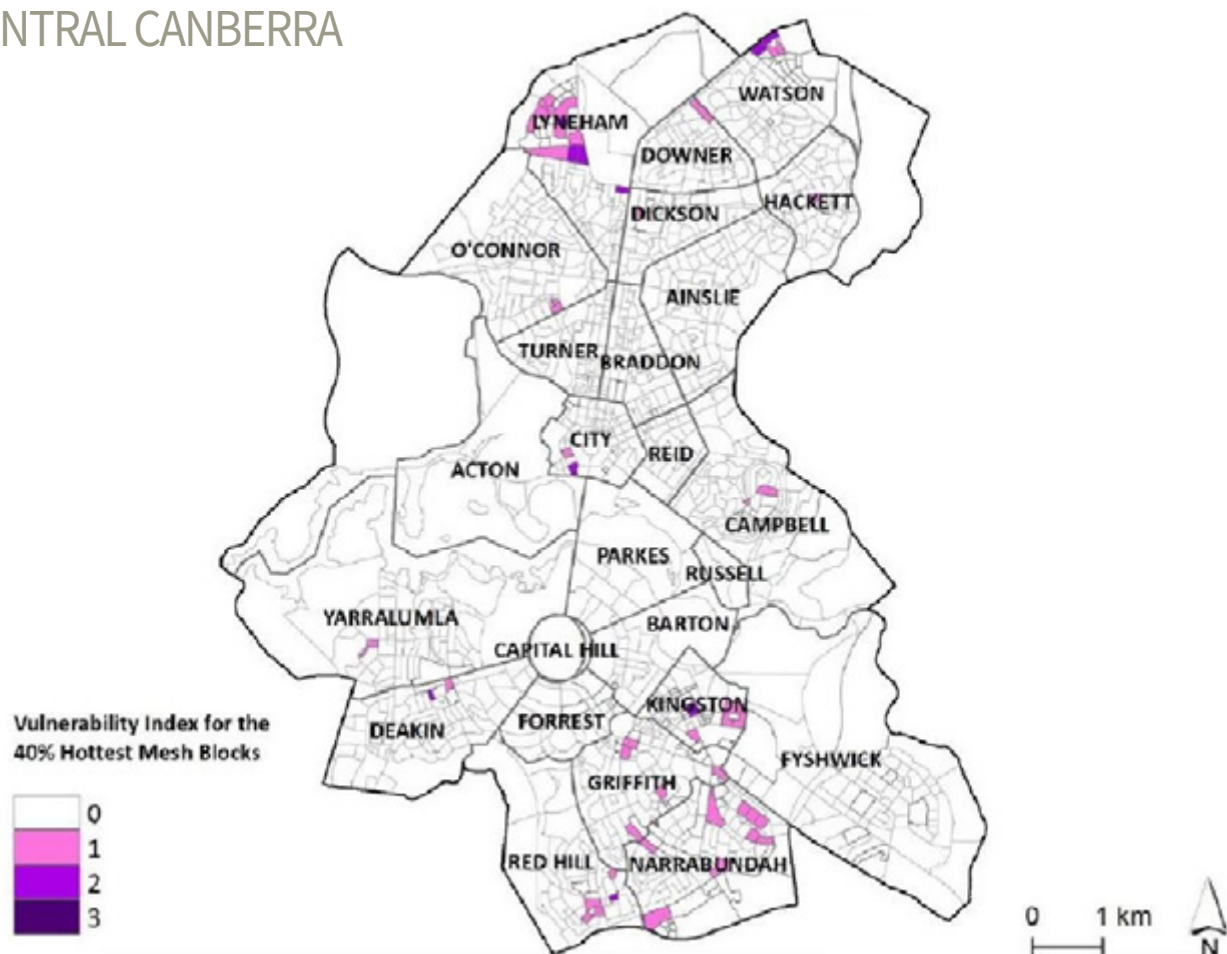 NTRAL CANBERRA
WATSON
LYNEHAM
DOWNER
HACKETT
DICKSON
O'CONNOR
AINSLIE
TURNER
BRADDON
CITY
REID
ACTON
CAMPBELL
PARKES
RUSSELL
YARRALUMLA
BARTON
CAPITAL HILL
KINGSTON
Vulnerability Index for the
40% Hottest Mesh Blocks
DEAKIN
FORREST
FYSHWICK
GRIFFITH
0
1
2
3
RED HILL
NARRABUNDAH
0 1 km
N